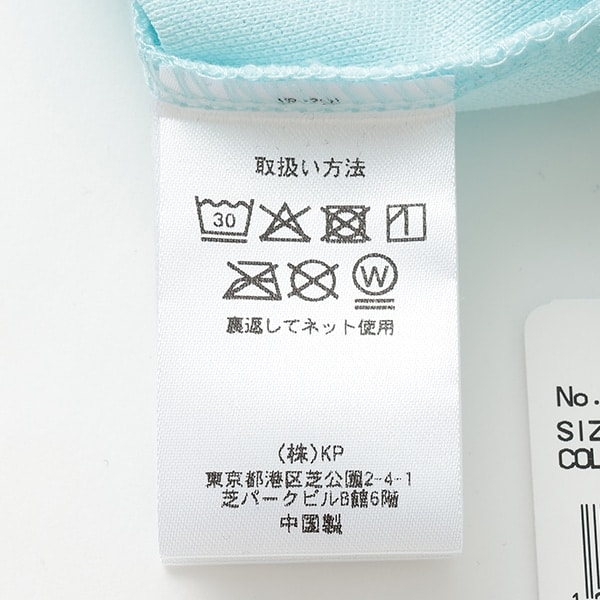 取扱い方法
30
W
裏返してネット使用
(株)KP
東京都港区芝公園2-4-1
芝パークビルB館6階
中国製
No.
SIZ
COL